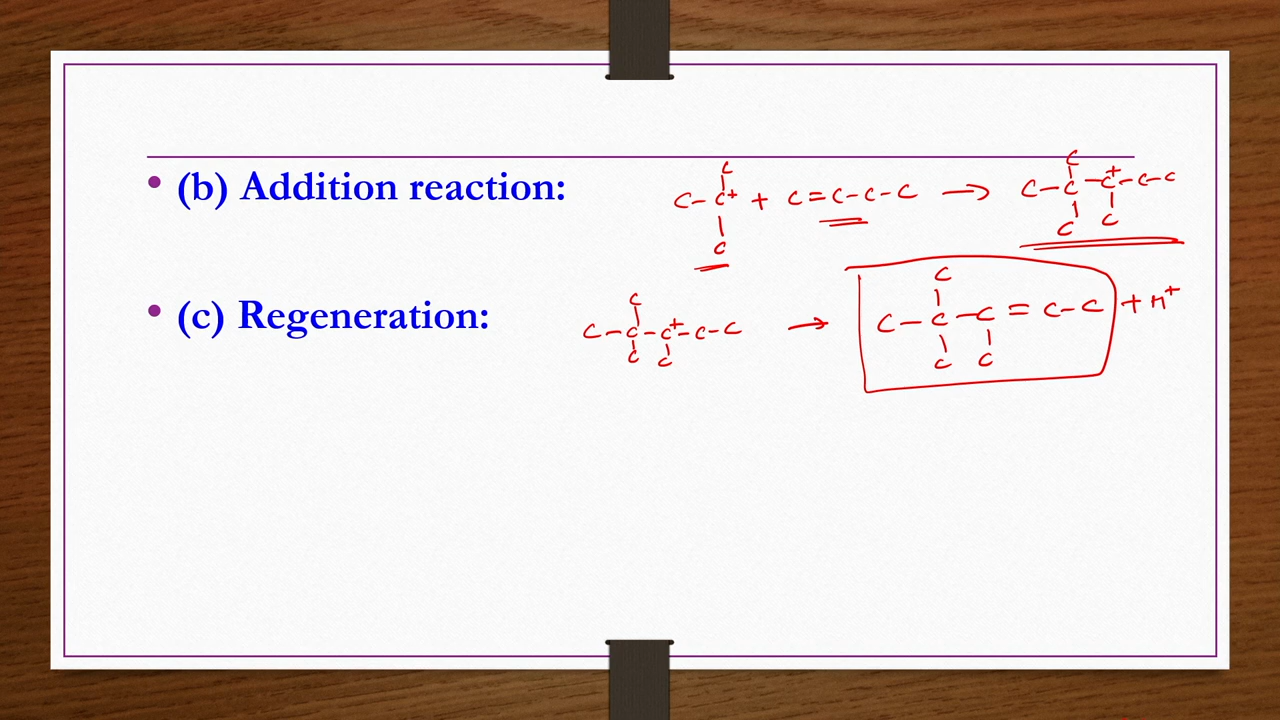 • (b) Addition reaction:
C
C-C⁺ + C=C-C-C → C-C-C⁺-C-C
C
C C
• (c) Regeneration:
C
C-C-C⁺-C-C → C-C-C=C-C + H⁺
C C
C
C C